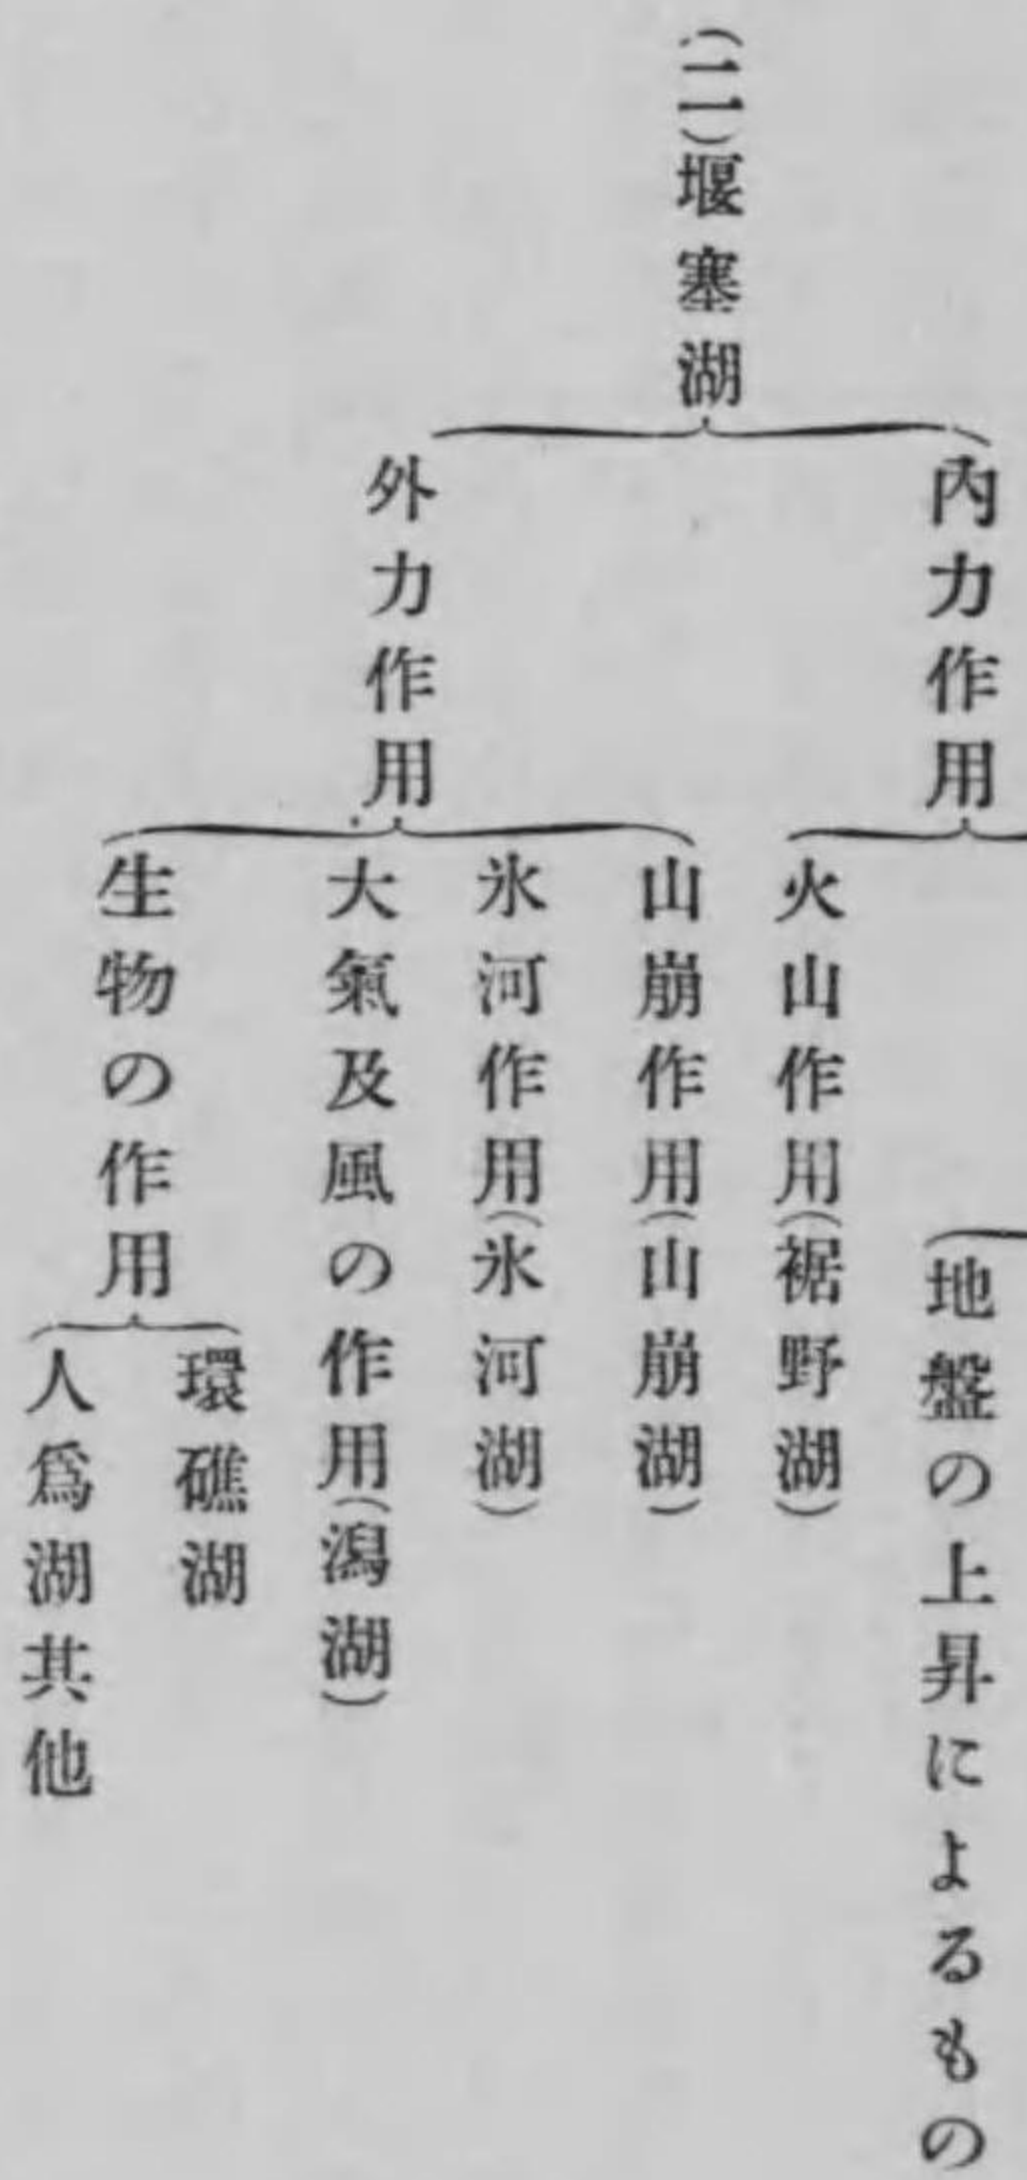 (二)堰塞湖
內力作用
地盤の上昇によるもの
火山作用(裾野湖)
外力作用
山崩作用(山崩湖)
氷河作用(氷河湖)
大氣及風の作用(潟湖)
生物の作用
環礁湖
人爲湖其他